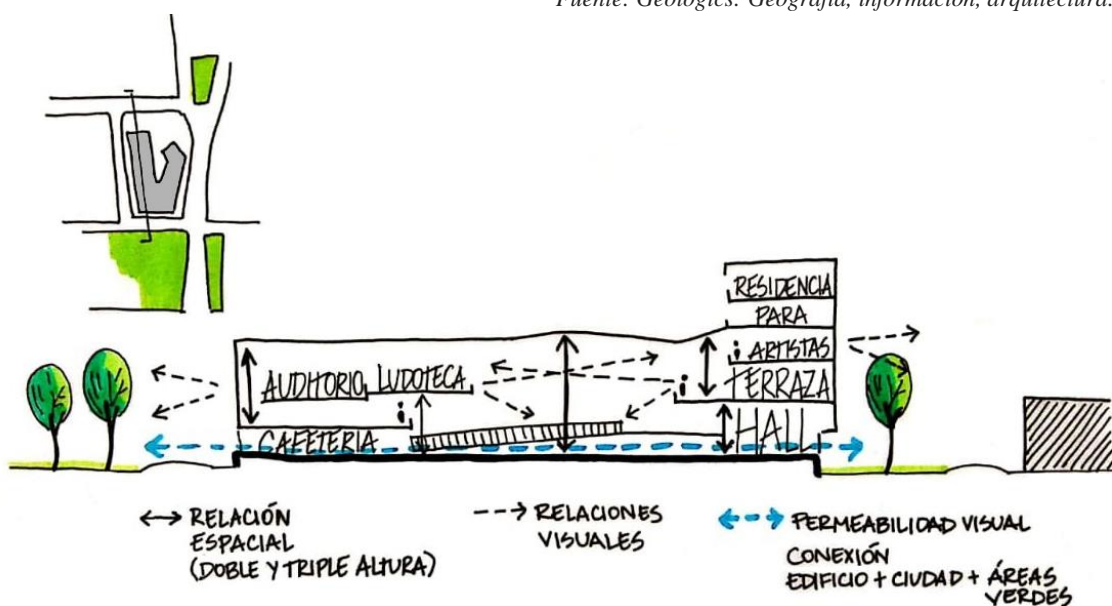 Fuente: Geologics: Geografía, información, arquitectura.
RESIDENCIA
PARA
ARTISTAS
AUDITORIO LUDOTECA
TERRAZA
CAFETERIA
HALL
RELACIÓN
ESPACIAL
(DOBLE Y TRIPLE ALTURA)
RELACIONES
VISUALES
PERMEABILIDAD VISUAL
CONEXIÓN
EDIFICIO + CIUDAD + ÁREAS
VERDES